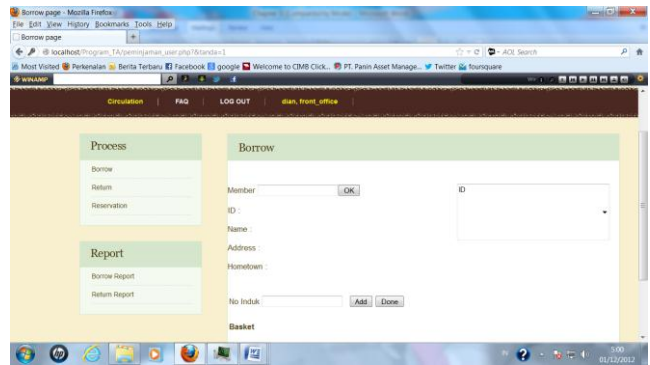 Borrow page - Mozilla Firefox
File Edit View History Bookmarks Tools Help
Borrow page
localhost/Program_TA/peminjaman_user.php?&tanda=1
AOL Search
Most Visited Perkenalan Berita Terbaru Facebook google Welcome to CIMB Click... PT. Panin Asset Manage... Twitter foursquare
WINAMP
Circulation | FAQ | LOG OUT | dian, front_office |
Process
Borrow
Return
Reservation
Report
Borrow Report
Return Report
Borrow
Member OK
ID
ID :
Name :
Address :
Hometown :
No Induk Add Done
Basket
5:00
01/12/2012